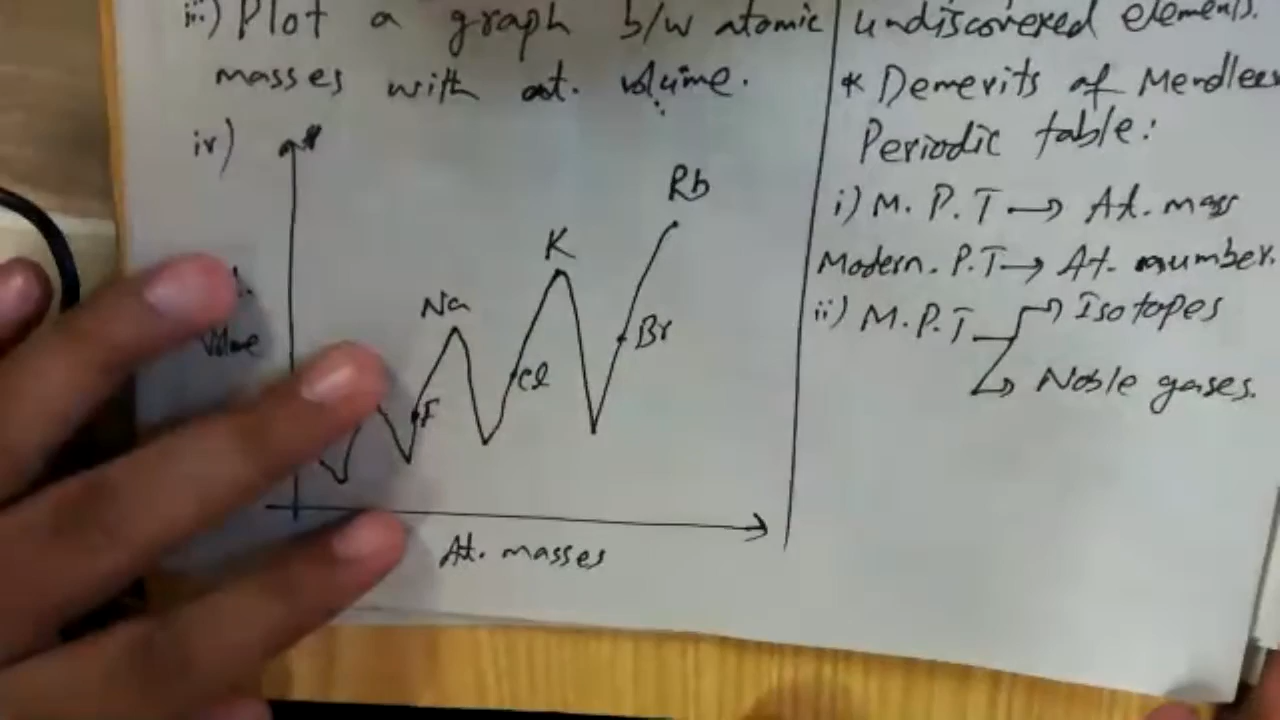 iii) Plot a graph b/w atomic
masses with at. volume.
iv)
Rb
K
Na
Br
Cl
F
At. masses
undiscovered elements.
* Demerits of
Periodic table:
i) M. P. T → At. mass
Modern. P.T → At. number.
ii) M. P. T → Isotopes
→ Noble gases.